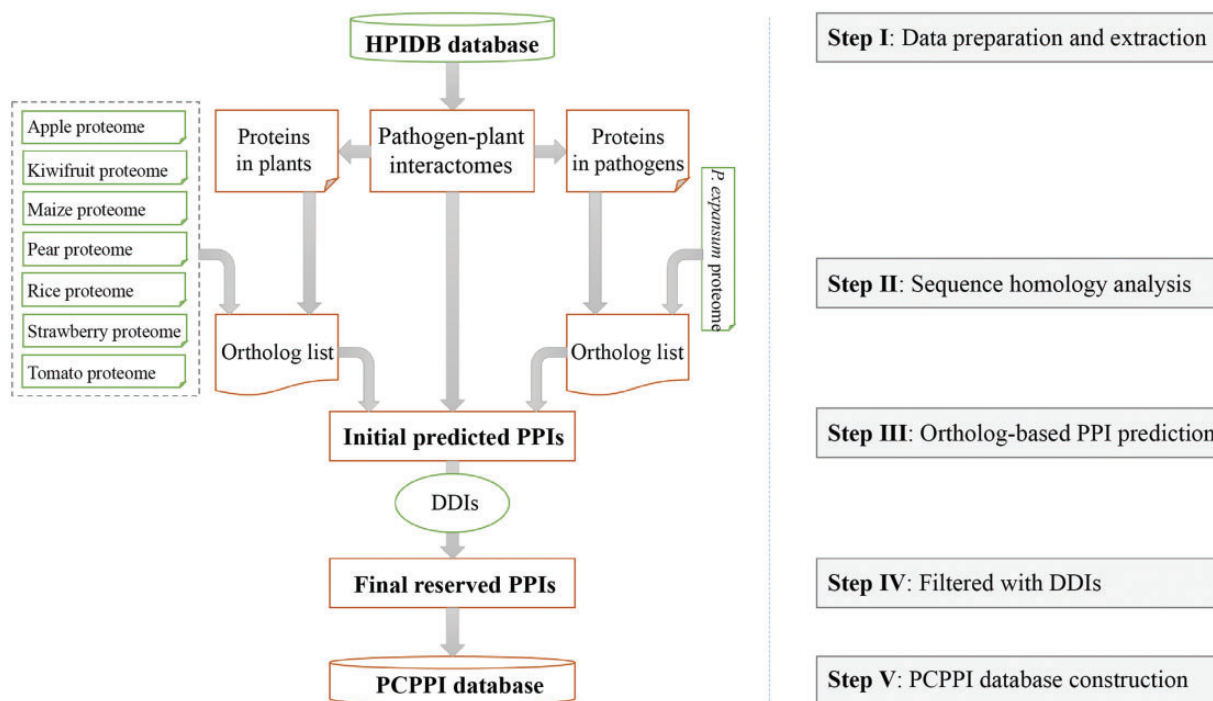 HPIDB database
Step I: Data preparation and extraction
Apple proteome
Kiwifruit proteome
Maize proteome
Pear proteome
Rice proteome
Strawberry proteome
Tomato proteome
Proteins
in plants
Pathogen-plant
interactomes
Proteins
in pathogens
P. expansum proteome
Step II: Sequence homology analysis
Ortholog list
Ortholog list
Initial predicted PPIs
Step III: Ortholog-based PPI prediction
DDIs
Final reserved PPIs
Step IV: Filtered with DDIs
PCPPI database
Step V: PCPPI database construction